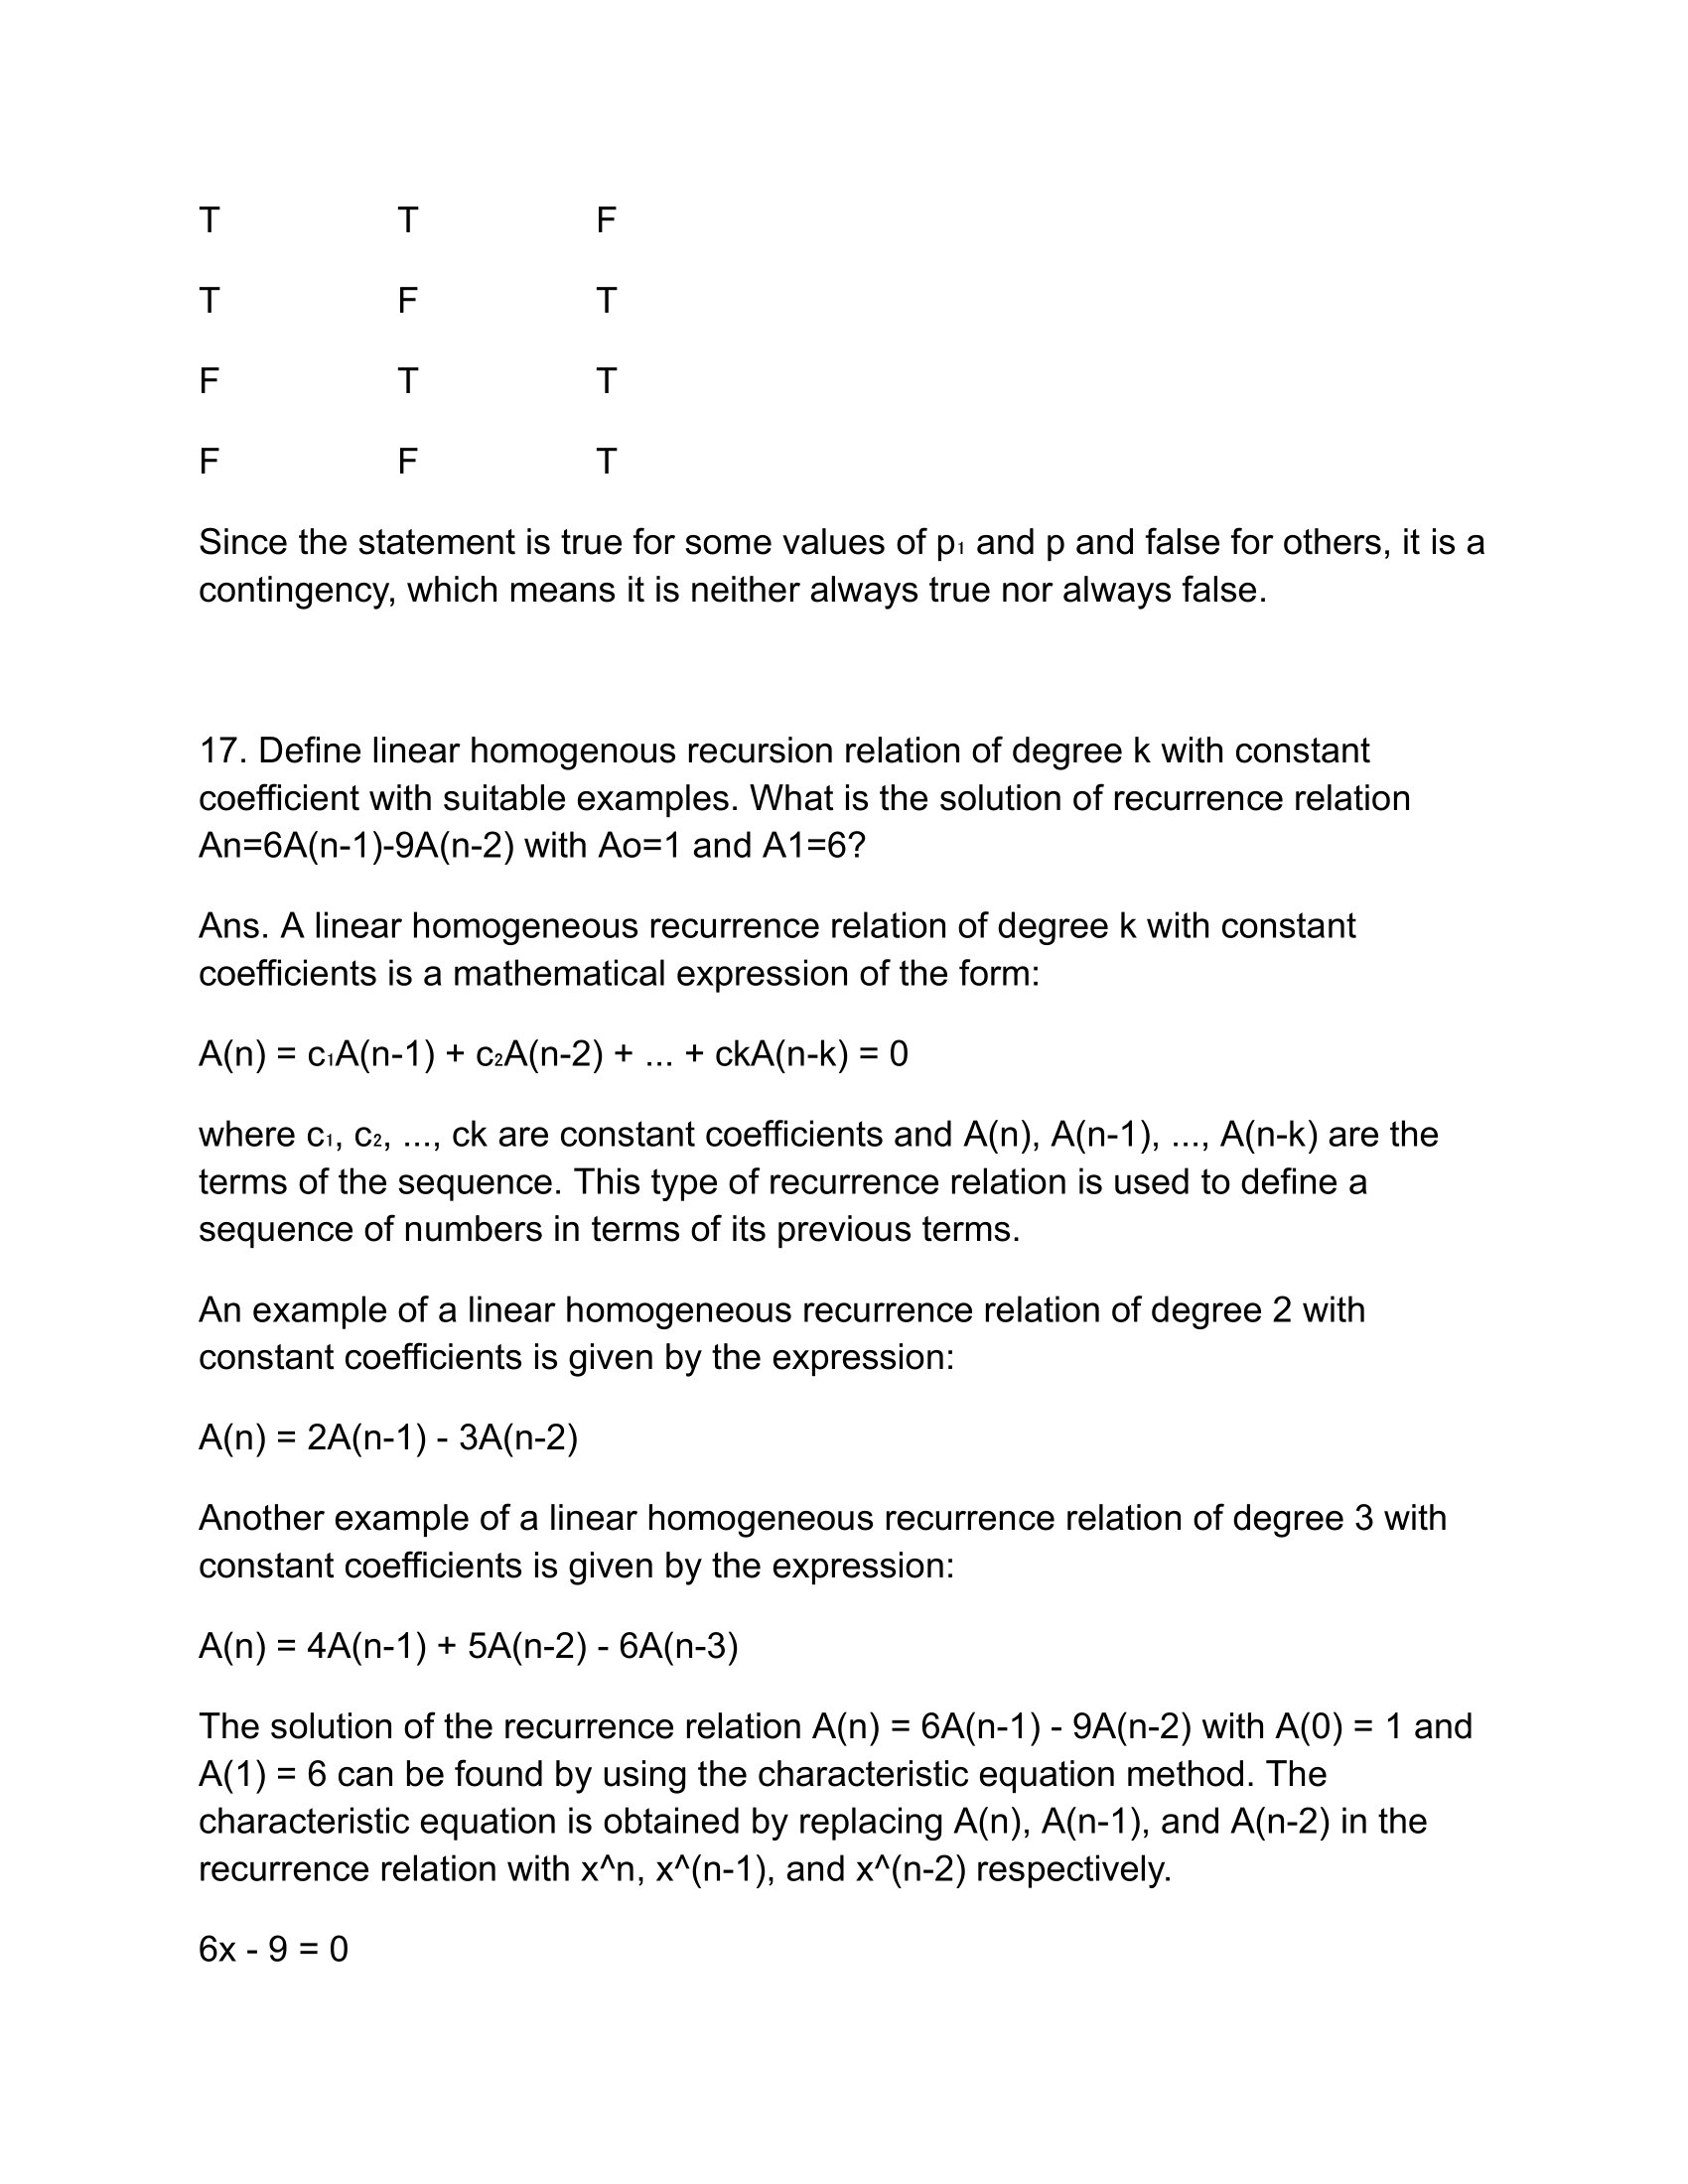 T T F
T F T
F T T
F F T
Since the statement is true for some values of p₁ and p and false for others, it is a
contingency, which means it is neither always true nor always false.
17. Define linear homogenous recursion relation of degree k with constant
coefficient with suitable examples. What is the solution of recurrence relation
An=6A(n-1)-9A(n-2) with Ao=1 and A1=6?
Ans. A linear homogeneous recurrence relation of degree k with constant
coefficients is a mathematical expression of the form:
A(n) = c₁A(n-1) + c₂A(n-2) + ... + ckA(n-k) = 0
where c₁, c₂, ..., ck are constant coefficients and A(n), A(n-1), ..., A(n-k) are the
terms of the sequence. This type of recurrence relation is used to define a
sequence of numbers in terms of its previous terms.
An example of a linear homogeneous recurrence relation of degree 2 with
constant coefficients is given by the expression:
A(n) = 2A(n-1) - 3A(n-2)
Another example of a linear homogeneous recurrence relation of degree 3 with
constant coefficients is given by the expression:
A(n) = 4A(n-1) + 5A(n-2) - 6A(n-3)
The solution of the recurrence relation A(n) = 6A(n-1) - 9A(n-2) with A(0) = 1 and
A(1) = 6 can be found by using the characteristic equation method. The
characteristic equation is obtained by replacing A(n), A(n-1), and A(n-2) in the
recurrence relation with x^n, x^(n-1), and x^(n-2) respectively.
6x - 9 = 0